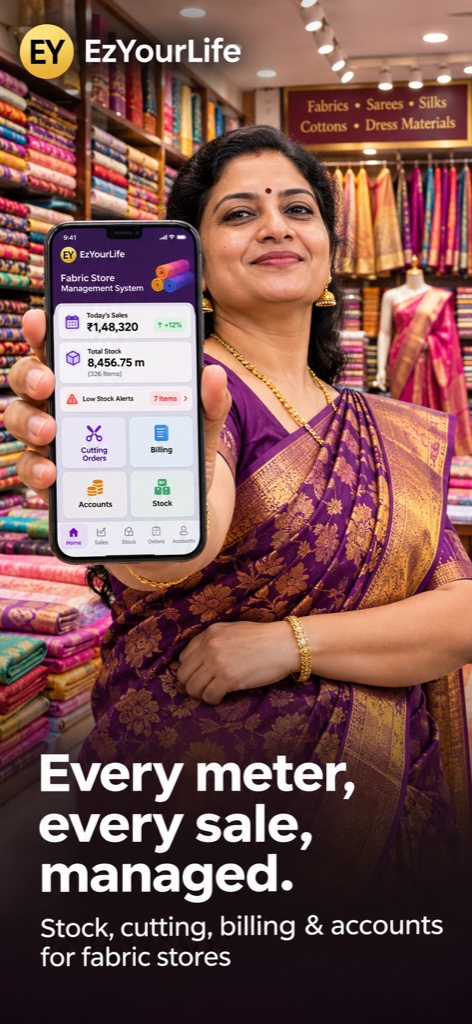 EY EzYourLife
Fabrics • Sarees • Silks
Cottons • Dress Materials
9:41
EY EzYourLife
Fabric Store
Management System
Today's Sales
₹1,48,320
↑ +12%
Total Stock
8,456.75 m
(326 Items)
Low Stock Alerts
7 Items >
Cutting
Orders
Billing
Accounts
Stock
Home
Sales
Stock
Orders
Accounts
Every meter,
every sale,
managed.
Stock, cutting, billing & accounts
for fabric stores